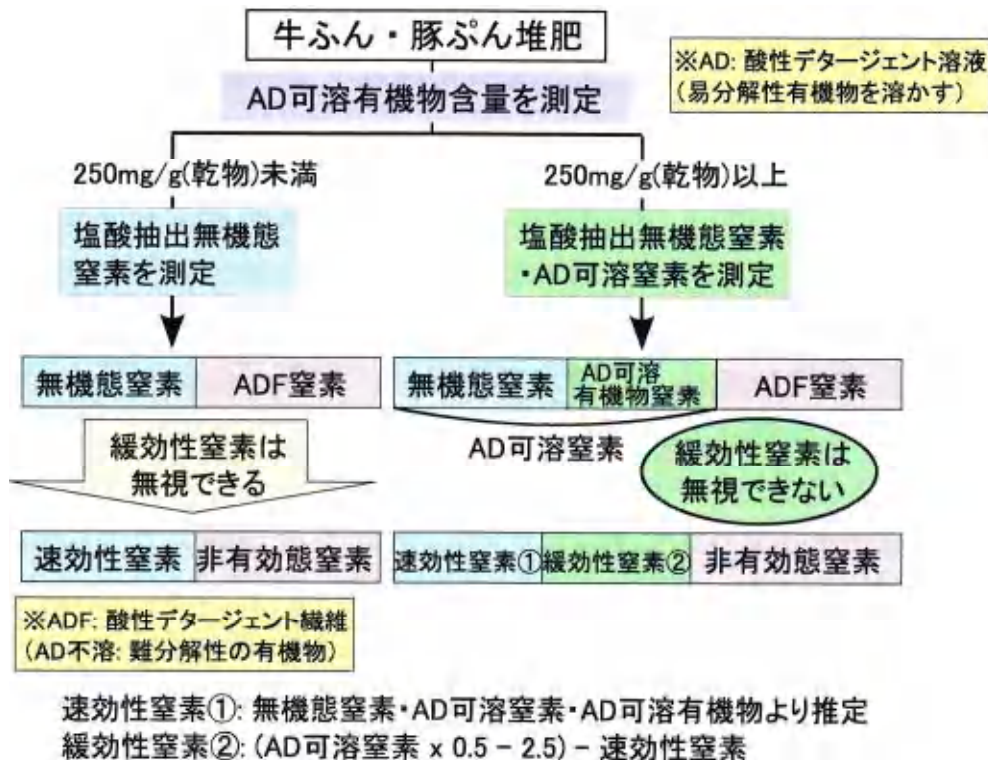 牛ふん・豚ぷん堆肥
※AD: 酸性デタージェント溶液
(易分解性有機物を溶かす)
AD可溶有機物含量を測定
250mg/g(乾物)未満
250mg/g(乾物)以上
塩酸抽出無機態
窒素を測定
塩酸抽出無機態窒素
・AD可溶窒素を測定
無機態窒素
ADF窒素
無機態窒素
AD可溶
有機物窒素
ADF窒素
AD可溶窒素
緩効性窒素は
無視できる
緩効性窒素は
無視できない
速効性窒素
非有効態窒素
速効性窒素①
緩効性窒素②
非有効態窒素
※ADF: 酸性デタージェント繊維
(AD不溶: 難分解性の有機物)
速効性窒素①: 無機態窒素・AD可溶窒素・AD可溶有機物より推定
緩効性窒素②: (AD可溶窒素 x 0.5 − 2.5) − 速効性窒素